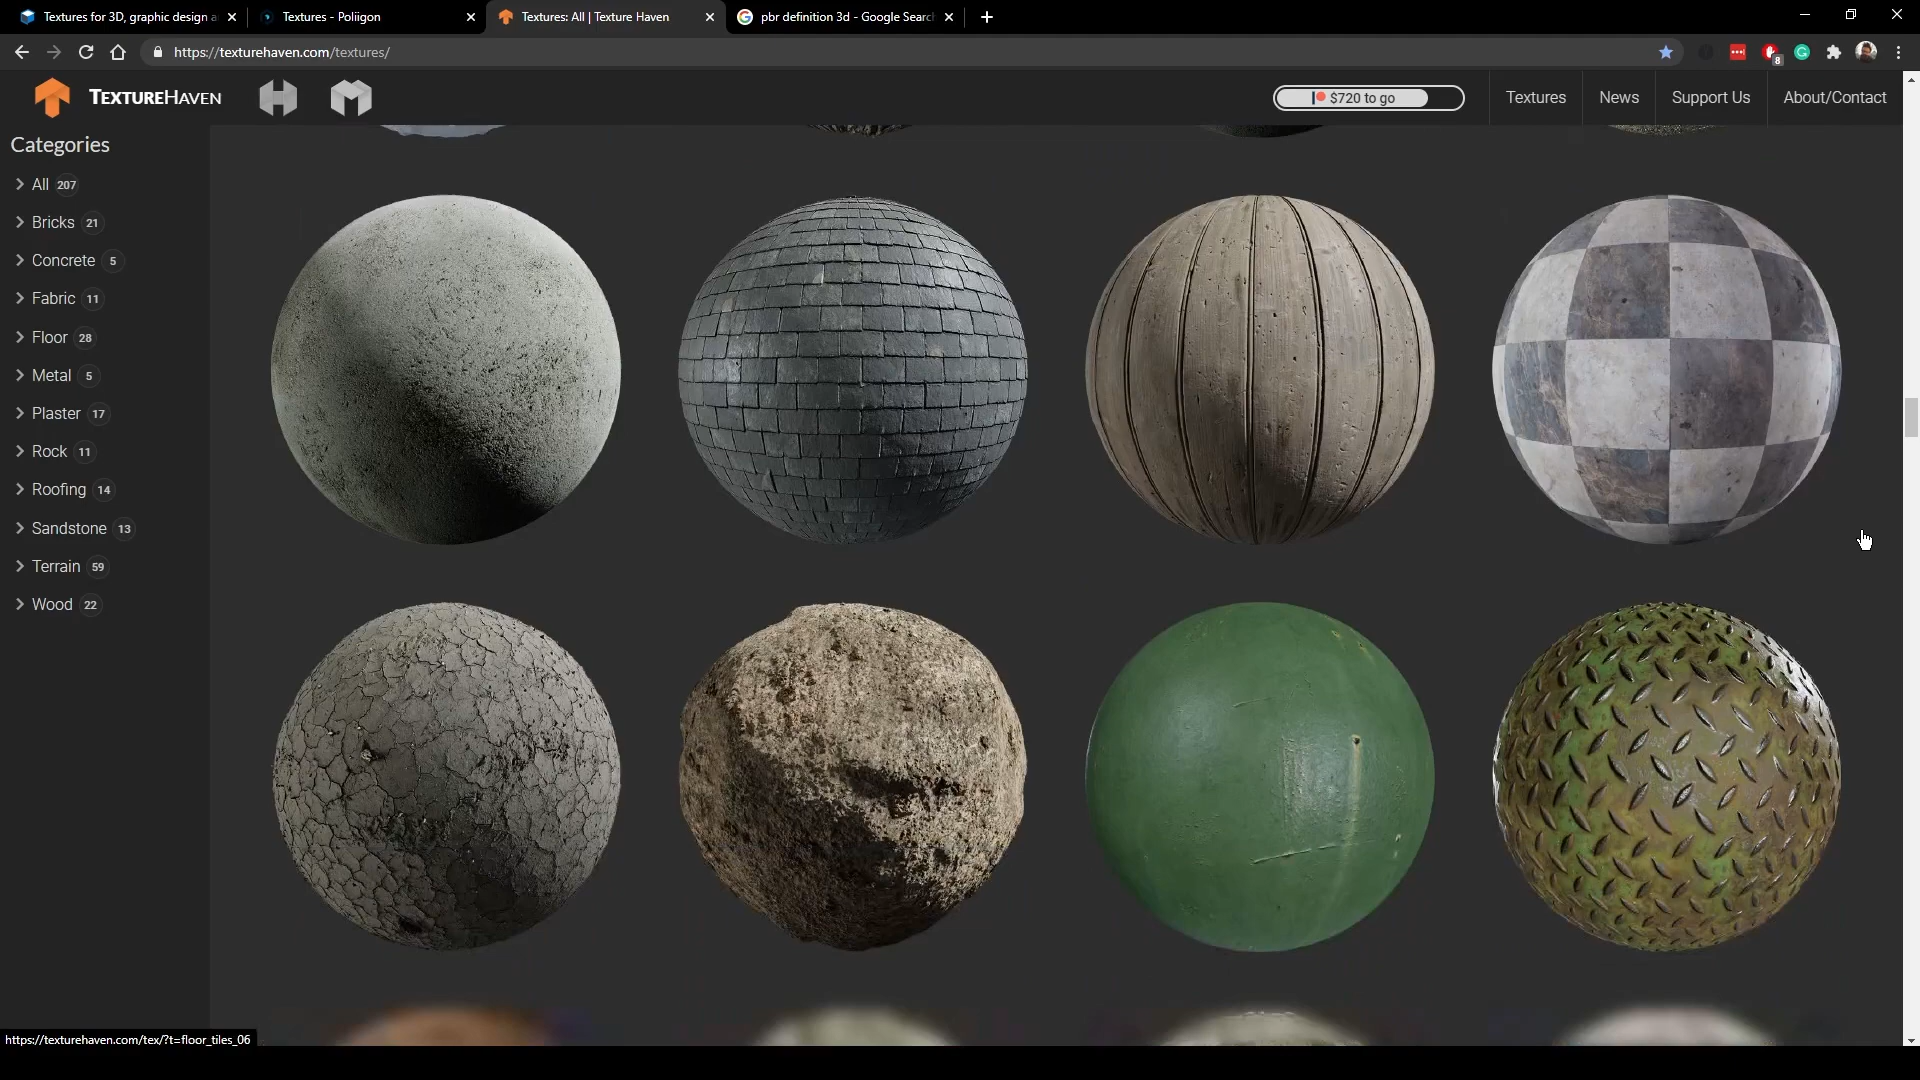 Textures for 3D, graphic design a
Textures - Poliigon
Textures: All | Texture Haven
pbr definition 3d - Google Searc
https://texturehaven.com/textures/
8
TEXTUREHAVEN
$720 to go
Textures
News
Support Us
About/Contact
Categories
All 207
Bricks 21
Concrete 5
Fabric 11
Floor 28
Metal 5
Plaster 17
Rock 11
Roofing 14
Sandstone 13
Terrain 59
Wood 22
https://texturehaven.com/tex/?t=floor_tiles_06